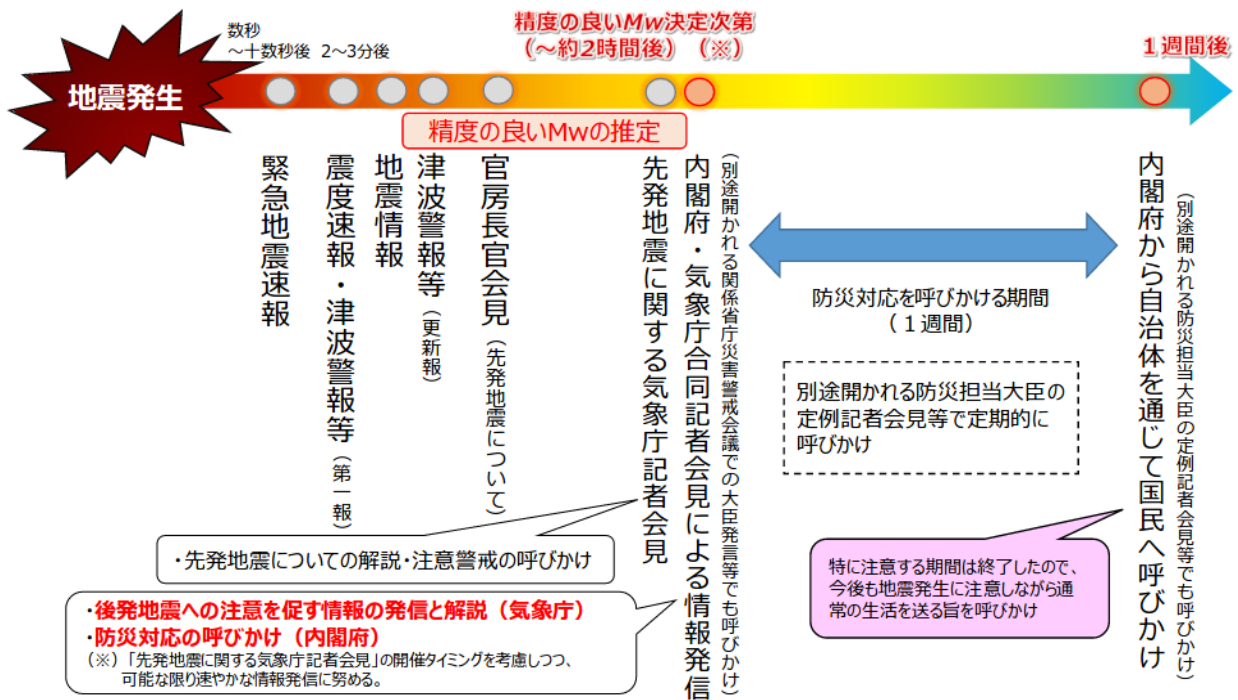 数秒
～十数秒後 2～3分後
精度の良いMw決定次第
（～約2時間後）（※）
1週間後
地震発生
精度の良いMwの推定
緊急地震速報
震度速報・津波警報等（第一報）
地震情報
津波警報等（更新報）
官房長官会見（先発地震について）
先発地震に関する気象庁記者会見
内閣府・気象庁合同記者会見による情報発信
（別途開かれる関係省庁災害警戒会議での大臣発言等でも呼びかけ）
防災対応を呼びかける期間
（1週間）
別途開かれる防災担当大臣の
定例記者会見等で定期的に
呼びかけ
内閣府から自治体を通じて国民へ呼びかけ
（別途開かれる防災担当大臣の定例記者会見等でも呼びかけ）
・先発地震についての解説・注意警戒の呼びかけ
・後発地震への注意を促す情報の発信と解説（気象庁）
・防災対応の呼びかけ（内閣府）
（※）「先発地震に関する気象庁記者会見」の開催タイミングを考慮しつつ、
可能な限り速やかな情報発信に努める。
特に注意する期間は終了したので、
今後も地震発生に注意しながら通
常の生活を送る旨を呼びかけ